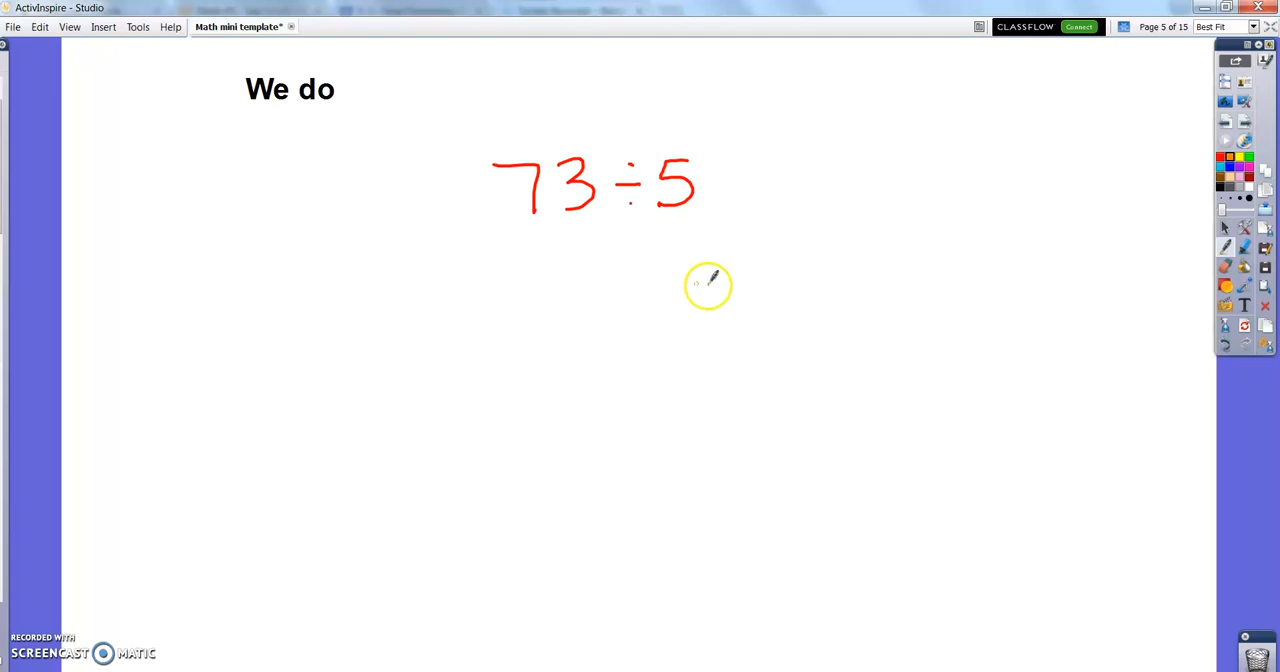 ActivInspire - Studio
File Edit View Insert Tools Help Math mini template* CLASSFLOW Connect Page 5 of 15 Best Fit
We do
73÷5
T
RECORDED WITH
SCREENCAST MATIC